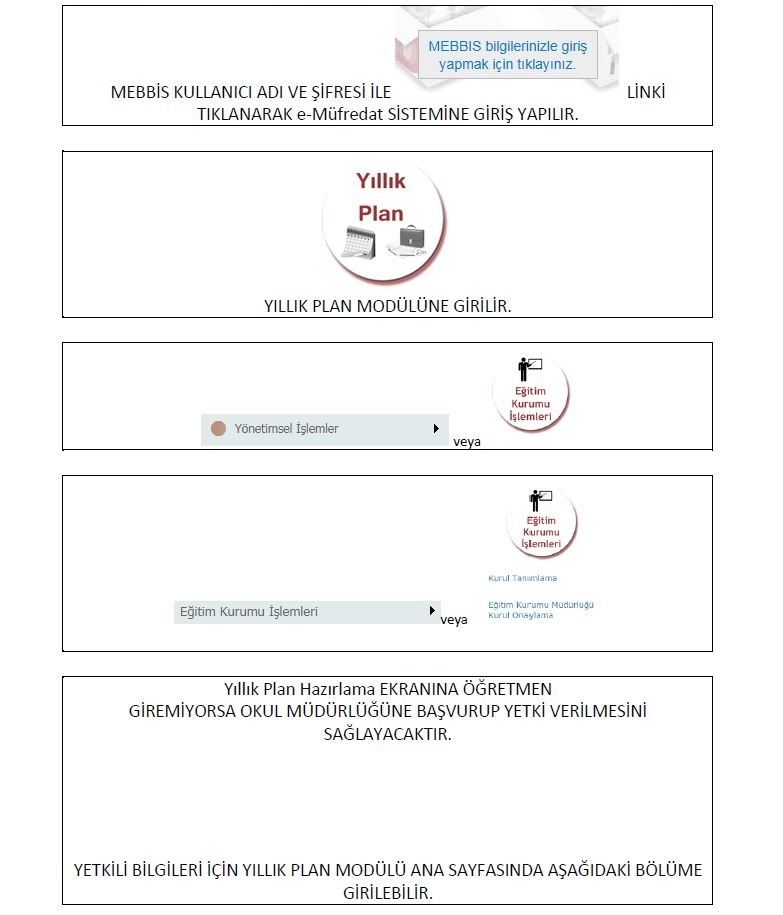 MEBBIS bilgilerinizle giriş
yapmak için tıklayınız.
MEBBİS KULLANICI ADI VE ŞİFRESİ İLE LİNKİ
TIKLANARAK e-Müfredat SİSTEMİNE GİRİŞ YAPILIR.
Yıllık
Plan
YILLIK PLAN MODÜLÜNE GİRİLİR.
Eğitim
Kurumu
İşlemleri
Yönetimsel İşlemler
veya
Eğitim
Kurumu
İşlemleri
Kurul Tanımlama
Eğitim Kurumu İşlemleri
veya
Eğitim Kurumu Müdürlüğü
Kurul Onaylama
Yıllık Plan Hazırlama EKRANINA ÖĞRETMEN
GİREMİYORSA OKUL MÜDÜRLÜĞÜNE BAŞVURUP YETKİ VERİLMESİNİ
SAĞLAYACAKTIR.
YETKİLİ BİLGİLERİ İÇİN YILLIK PLAN MODÜLÜ ANA SAYFASINDA AŞAĞIDAKİ BÖLÜME
GİRİLEBİLİR.